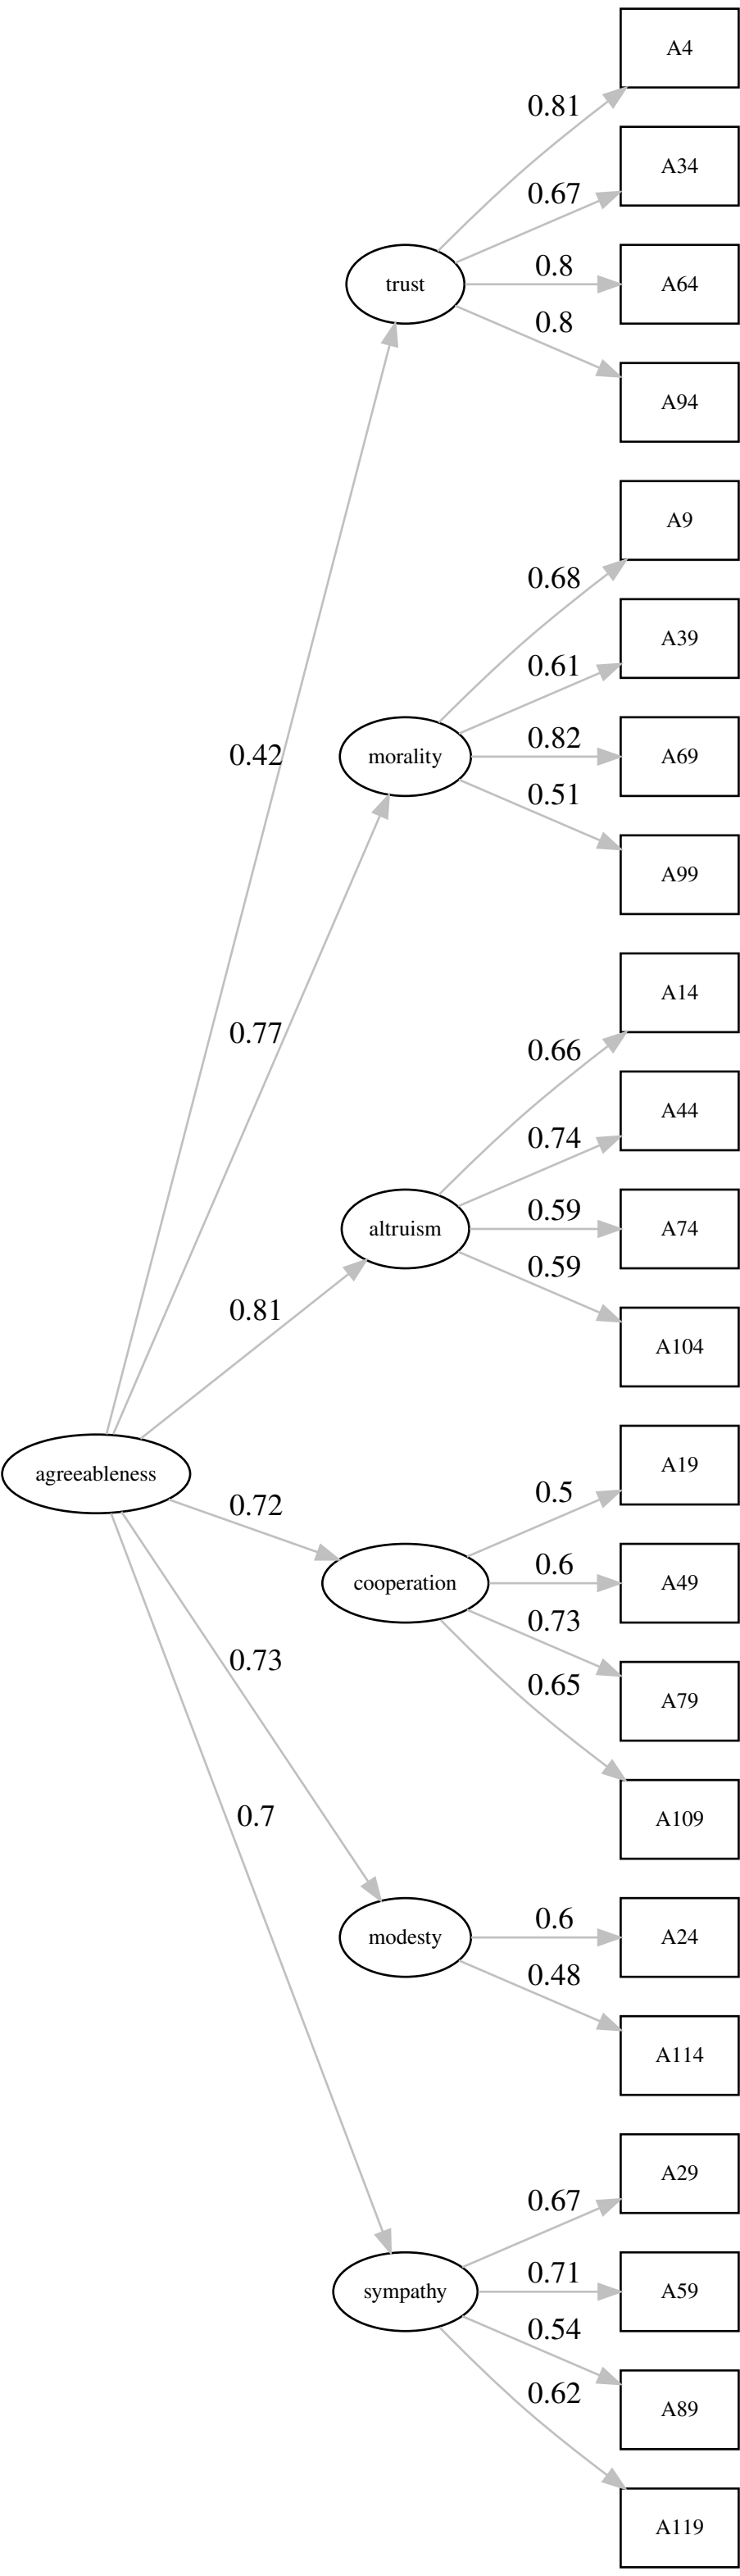 A4
0.81
A34
0.67
0.8
trust
A64
0.8
A94
A9
0.68
A39
0.61
0.82
0.42
morality
A69
0.51
A99
A14
0.77
0.66
A44
0.74
0.59
altruism
A74
0.59
0.81
A104
A19
agreeableness
0.72
0.5
0.6
cooperation
A49
0.73
0.73
0.65
A79
0.7
A109
0.6
modesty
A24
0.48
A114
A29
0.67
0.71
sympathy
A59
0.54
0.62
A89
A119